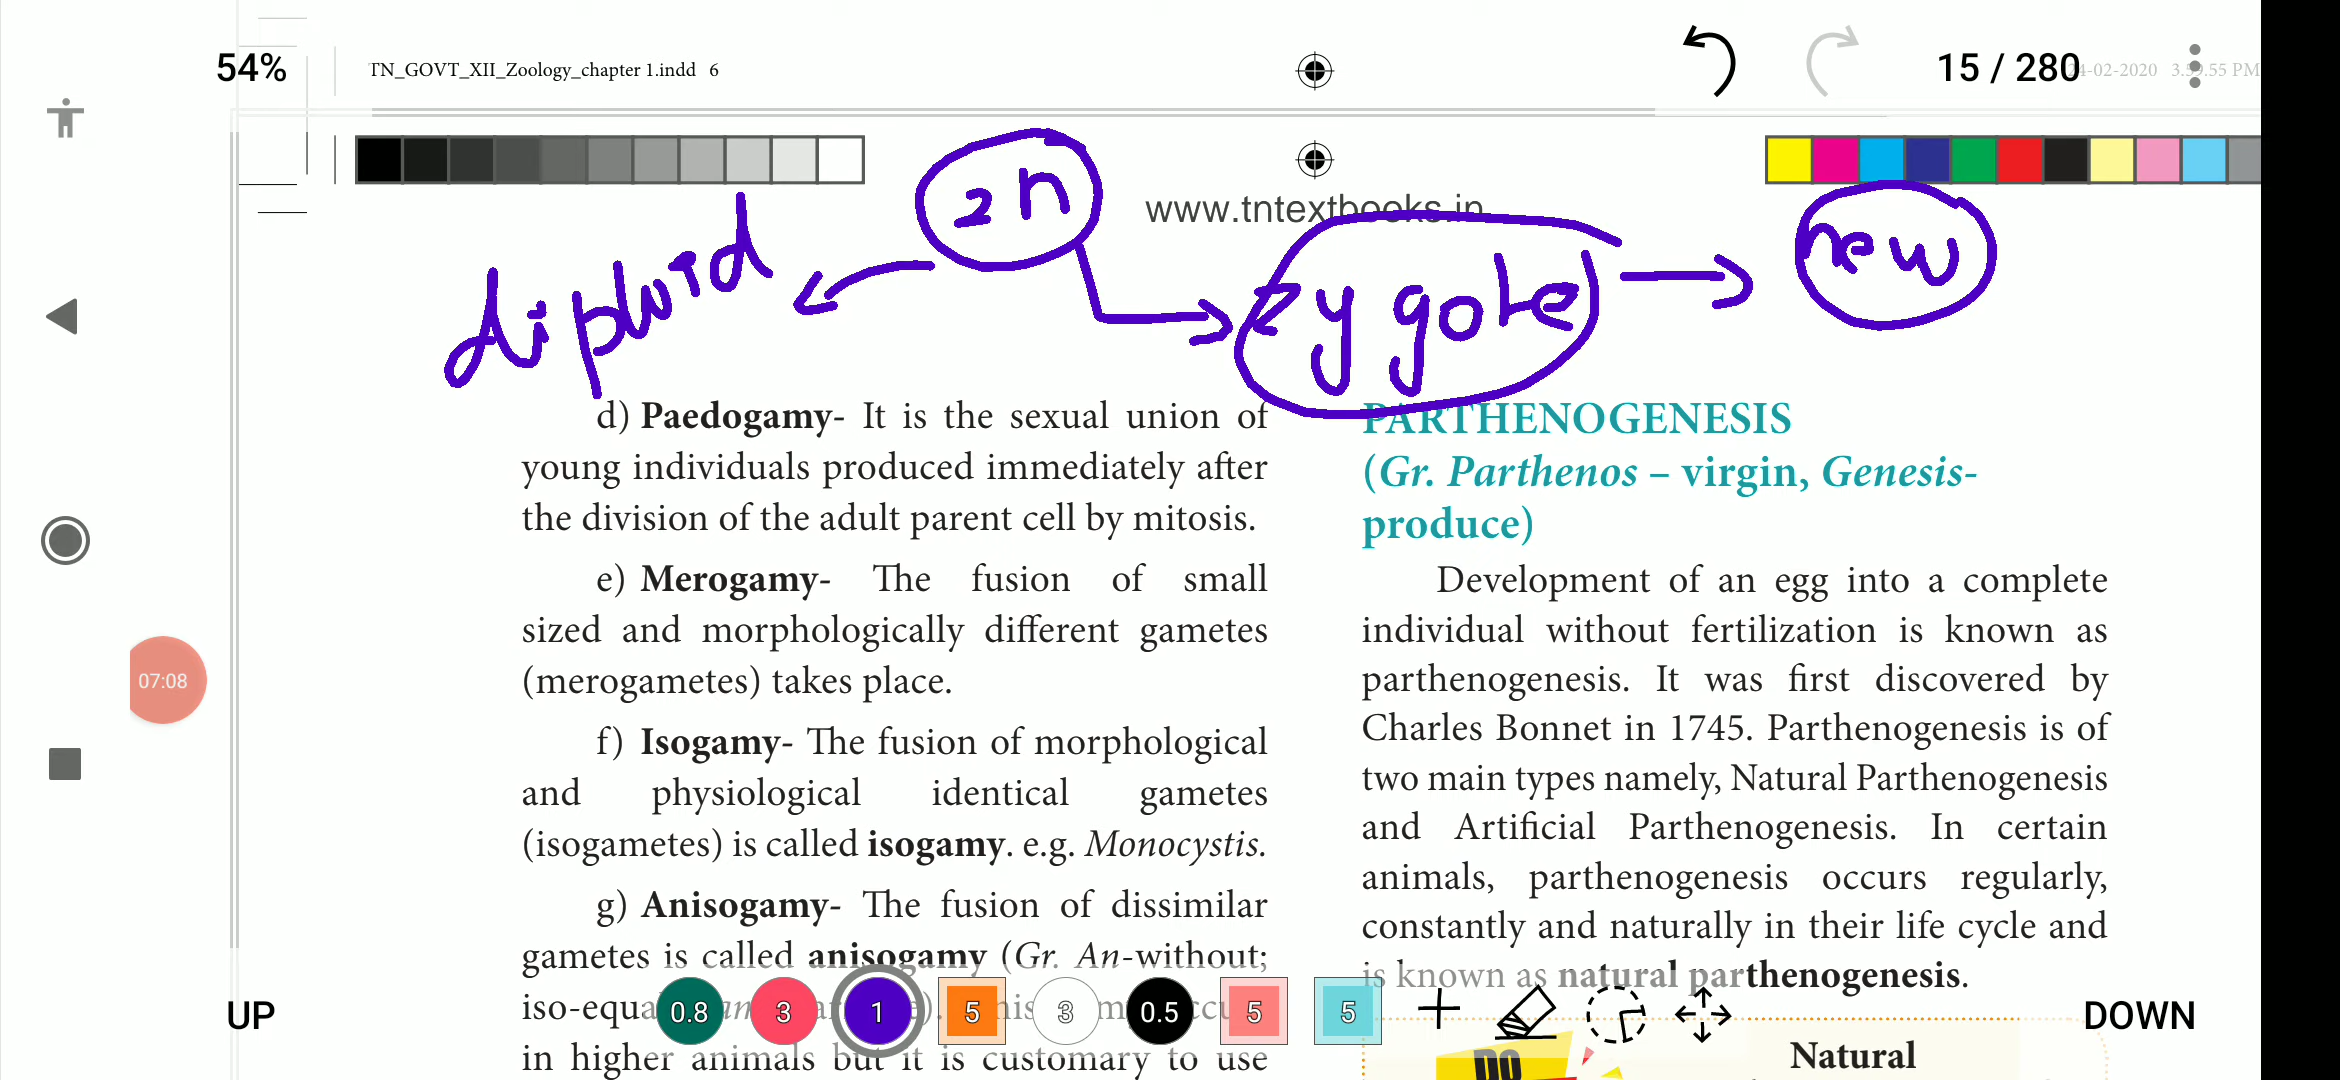 54%
TN_GOVT_XII_Zoology_chapter 1.indd 6
15 / 280
24-02-2020 3:59:55 PM
www.tntextbooks.in
2n
diploid
zygote
new
d) Paedogamy- It is the sexual union of
young individuals produced immediately after
the division of the adult parent cell by mitosis.
e) Merogamy- The fusion of small
sized and morphologically different gametes
(merogametes) takes place.
f) Isogamy- The fusion of morphological
and physiological identical gametes
(isogametes) is called isogamy. e.g. Monocystis.
g) Anisogamy- The fusion of dissimilar
gametes is called anisogamy (Gr. An-without;
in higher animals but it is customary to use
PARTHENOGENESIS
(Gr. Parthenos – virgin, Genesis-
produce)
Development of an egg into a complete
individual without fertilization is known as
parthenogenesis. It was first discovered by
Charles Bonnet in 1745. Parthenogenesis is of
two main types namely, Natural Parthenogenesis
and Artificial Parthenogenesis. In certain
animals, parthenogenesis occurs regularly,
constantly and naturally in their life cycle and
is known as natural parthenogenesis.
Natural
DO
07:08
UP
0.8 3 1 5 3 0.5 5 5
DOWN